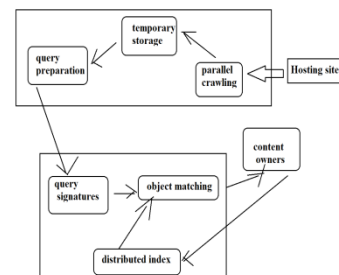 temporary
storage
query
preparation
parallel
crawling
Hosting site
content
owners
query
signatures
object matching
distributed index